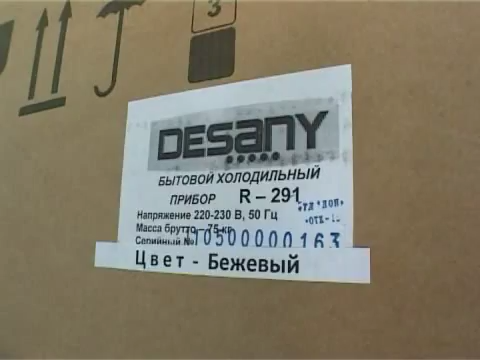 3
DESANY
БЫТОВОЙ ХОЛОДИЛЬНЫЙ
ПРИБОР R – 291
Напряжение 220-230 В, 50 Гц
Масса брутто – 75 кг
Серийный № 0500000163
Цвет - Бежевый